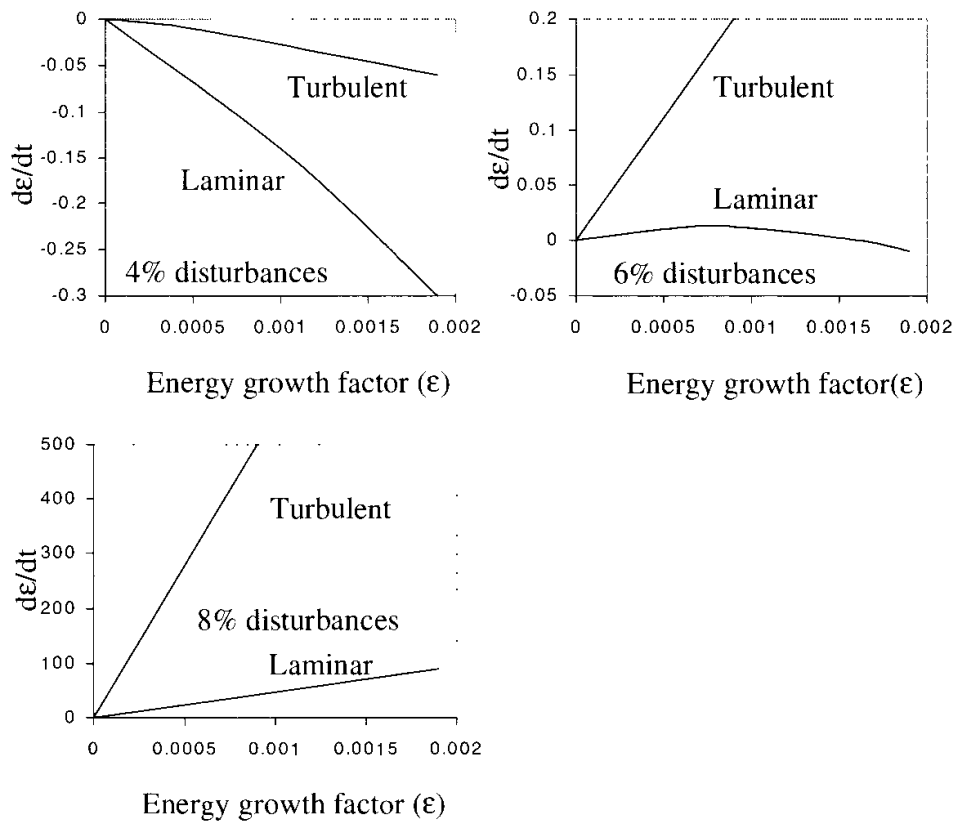 0
-0.05
-0.1
-0.15
-0.2
-0.25
-0.3
dε/dt
Turbulent
Laminar
4% disturbances
0 0.0005 0.001 0.0015 0.002
Energy growth factor (ε)
0.2
0.15
0.1
0.05
0
-0.05
dε/dt
Turbulent
Laminar
6% disturbances
0 0.0005 0.001 0.0015 0.002
Energy growth factor(ε)
500
400
300
200
100
0
dε/dt
Turbulent
8% disturbances
Laminar
0 0.0005 0.001 0.0015 0.002
Energy growth factor (ε)